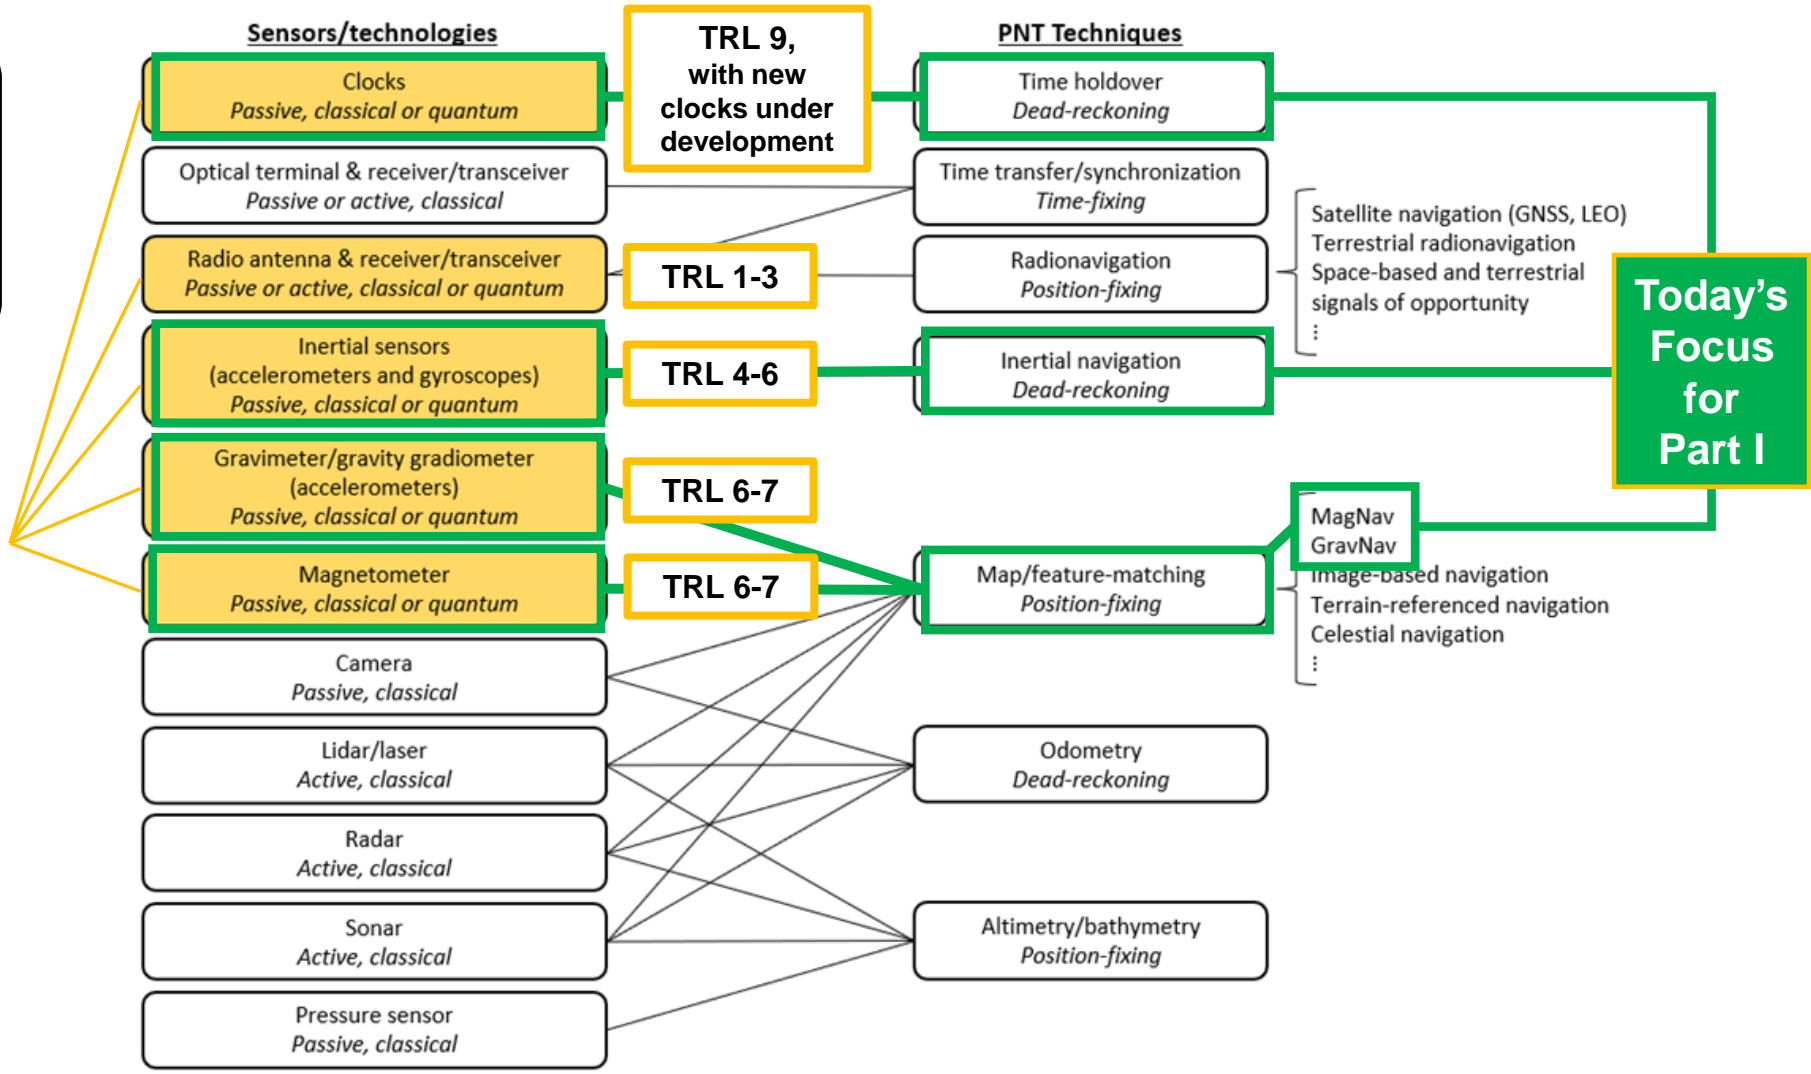 Sensors/technologies
Clocks
Passive, classical or quantum
Optical terminal & receiver/transceiver
Passive or active, classical
Radio antenna & receiver/transceiver
Passive or active, classical or quantum
Inertial sensors
(accelerometers and gyroscopes)
Passive, classical or quantum
Gravimeter/gravity gradiometer
(accelerometers)
Passive, classical or quantum
Magnetometer
Passive, classical or quantum
Camera
Passive, classical
Lidar/laser
Active, classical
Radar
Active, classical
Sonar
Active, classical
Pressure sensor
Passive, classical
TRL 9,
with new
clocks under
development
TRL 1-3
TRL 4-6
TRL 6-7
TRL 6-7
PNT Techniques
Time holdover
Dead-reckoning
Time transfer/synchronization
Time-fixing
Radionavigation
Position-fixing
Inertial navigation
Dead-reckoning
Map/feature-matching
Position-fixing
Odometry
Dead-reckoning
Altimetry/bathymetry
Position-fixing
Satellite navigation (GNSS, LEO)
Terrestrial radionavigation
Space-based and terrestrial
signals of opportunity
⋮
MagNav
GravNav
Image-based navigation
Terrain-referenced navigation
Celestial navigation
⋮
Today's
Focus
for
Part I